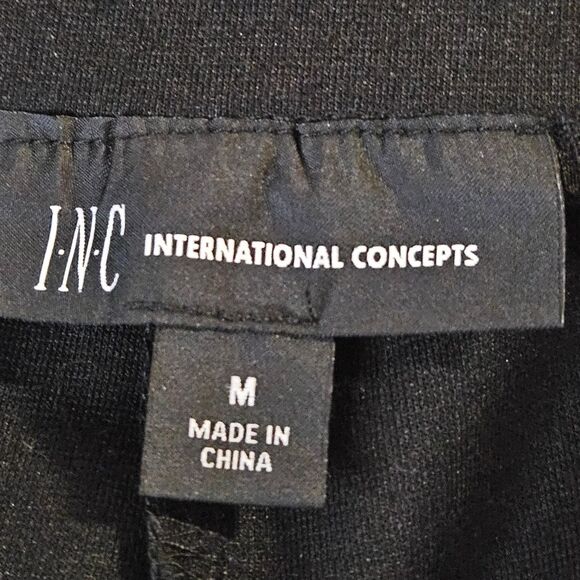 I·N·C INTERNATIONAL CONCEPTS
M
MADE IN
CHINA